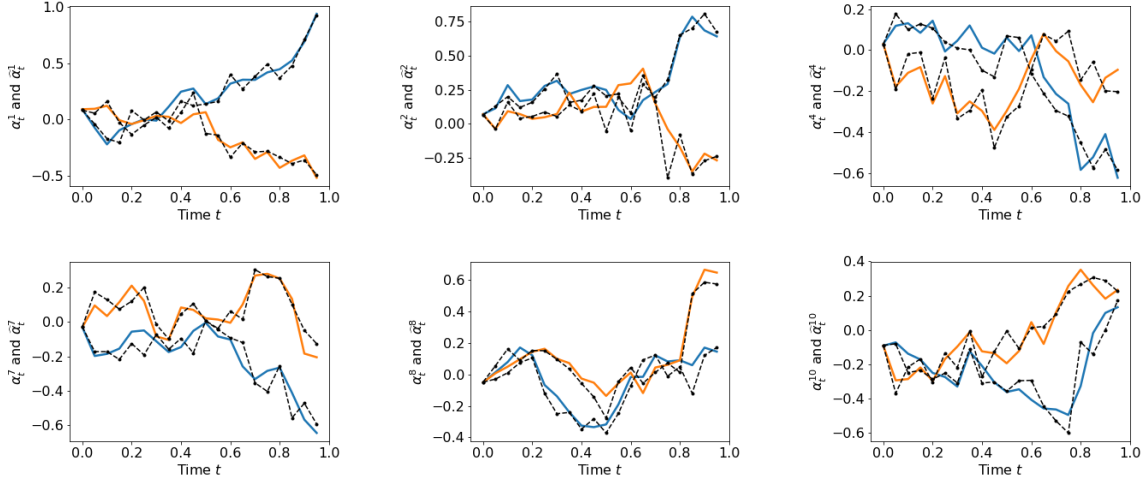 α_t^1 and α̂_t^1
1.0
0.5
0.0
−0.5
0.0 0.2 0.4 0.6 0.8 1.0
Time t
α_t^2 and α̂_t^2
0.75
0.50
0.25
0.00
−0.25
0.0 0.2 0.4 0.6 0.8 1.0
Time t
α_t^4 and α̂_t^4
0.2
0.0
−0.2
−0.4
−0.6
0.0 0.2 0.4 0.6 0.8 1.0
Time t
α_t^7 and α̂_t^7
0.2
0.0
−0.2
−0.4
−0.6
0.0 0.2 0.4 0.6 0.8 1.0
Time t
α_t^8 and α̂_t^8
0.6
0.4
0.2
0.0
−0.2
−0.4
0.0 0.2 0.4 0.6 0.8 1.0
Time t
α_t^10 and α̂_t^10
0.4
0.2
0.0
−0.2
−0.4
−0.6
0.0 0.2 0.4 0.6 0.8 1.0
Time t